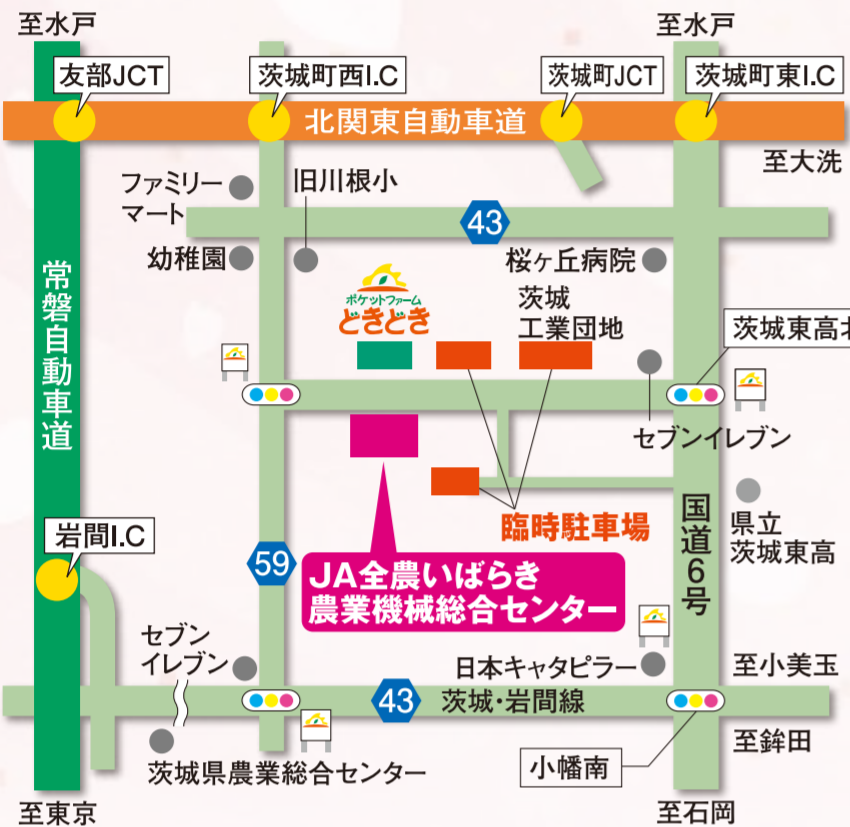 至水戸
至水戸
友部JCT
茨城町西I.C
茨城町JCT
茨城町東I.C
北関東自動車道
至大洗
ファミリー
マート
旧川根小
43
幼稚園
桜ヶ丘病院
常磐自動車道
ポケットファーム
どきどき
茨城
工業団地
茨城東高北
セブンイレブン
臨時駐車場
国道6号
県立
茨城東高
岩間I.C
59
JA全農いばらき
農業機械総合センター
セブン
イレブン
日本キャタピラー
至小美玉
43
茨城・岩間線
至鉾田
茨城県農業総合センター
小幡南
至東京
至石岡